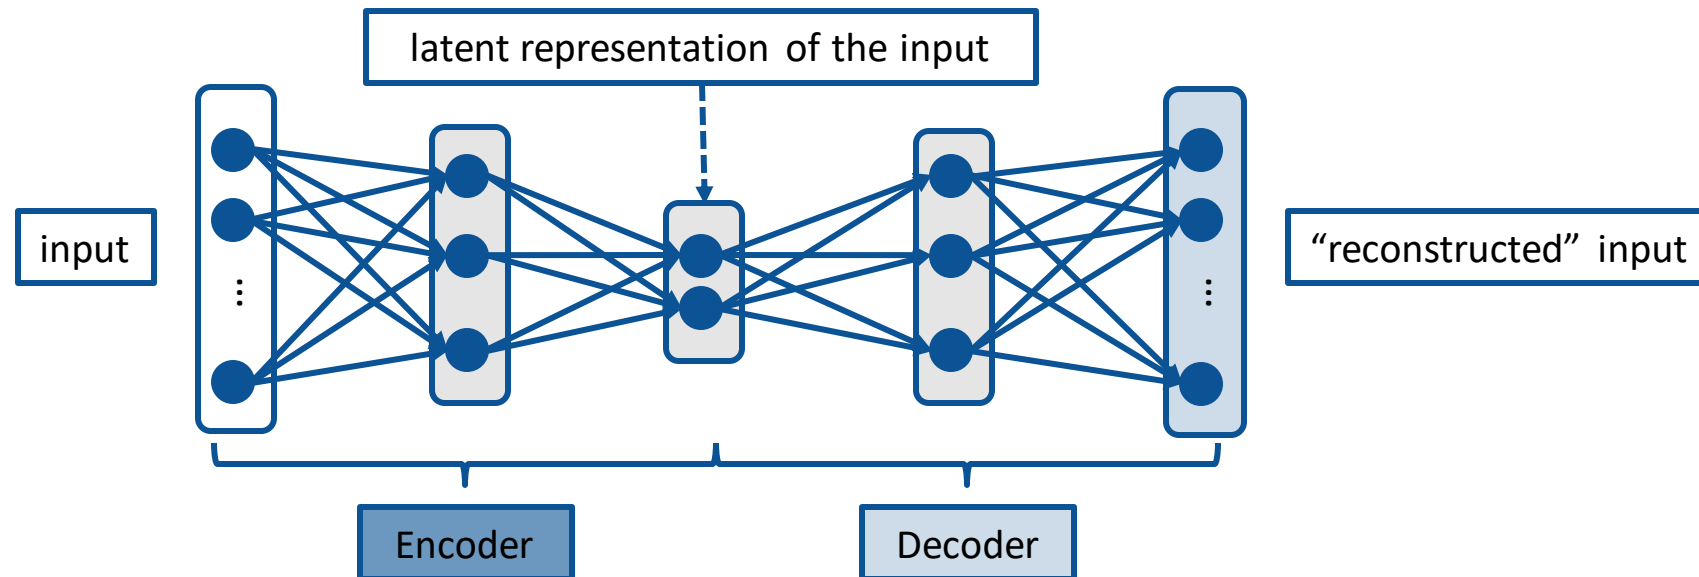 latent representation of the input
input
⋮
⋮
“reconstructed” input
Encoder
Decoder